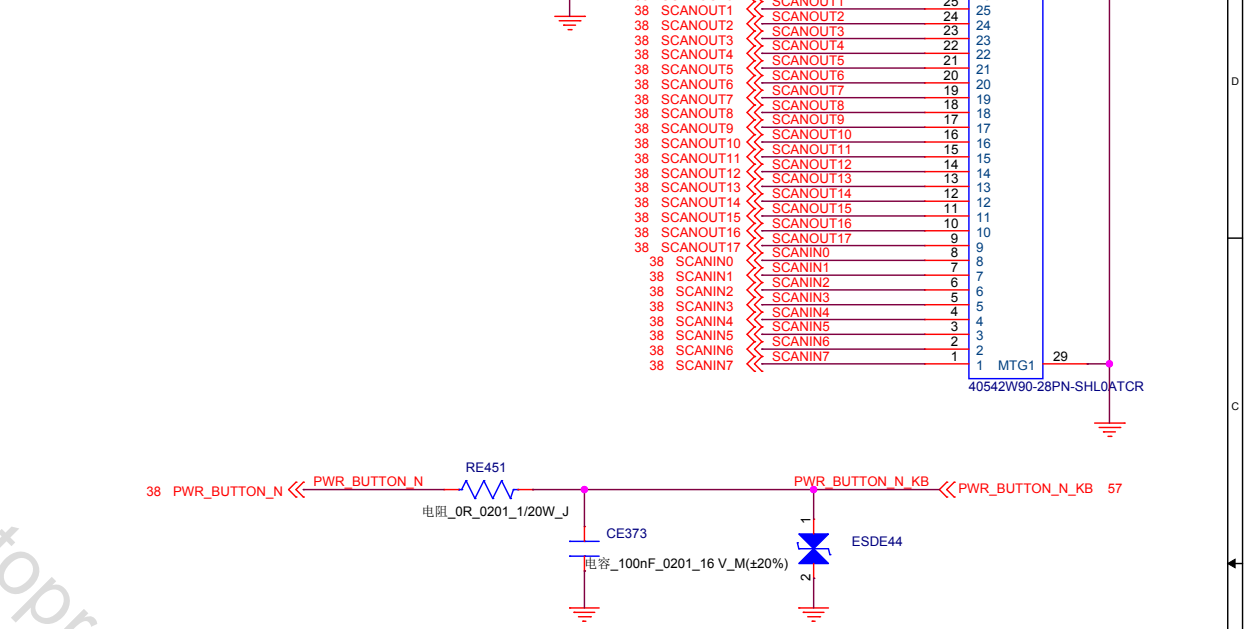 SCANOUT1 25
38 SCANOUT1 SCANOUT2 24 25
38 SCANOUT2 SCANOUT3 23 24
38 SCANOUT3 SCANOUT4 22 23
38 SCANOUT4 SCANOUT5 21 22
38 SCANOUT5 SCANOUT6 20 21
38 SCANOUT6 SCANOUT7 19 20
38 SCANOUT7 SCANOUT8 18 19
38 SCANOUT8 SCANOUT9 17 18
38 SCANOUT9 SCANOUT10 16 17
38 SCANOUT10 SCANOUT11 15 16
38 SCANOUT11 SCANOUT12 14 15
38 SCANOUT12 SCANOUT13 13 14
38 SCANOUT13 SCANOUT14 12 13
38 SCANOUT14 SCANOUT15 11 12
38 SCANOUT15 SCANOUT16 10 11
38 SCANOUT16 SCANOUT17 9 10
38 SCANOUT17 SCANIN0 8 9
38 SCANIN0 SCANIN1 7 8
38 SCANIN1 SCANIN2 6 7
38 SCANIN2 SCANIN3 5 6
38 SCANIN3 SCANIN4 4 5
38 SCANIN4 SCANIN5 3 4
38 SCANIN5 SCANIN6 2 3
38 SCANIN6 SCANIN7 1 2
38 SCANIN7 1 MTG1 29
40542W90-28PN-SHL0ATCR
D
C
RE451
38 PWR_BUTTON_N PWR_BUTTON_N PWR_BUTTON_N_KB PWR_BUTTON_N_KB 57
电阻_0R_0201_1/20W_J
1
CE373 ESDE44
电容_100nF_0201_16 V_M(±20%)
2